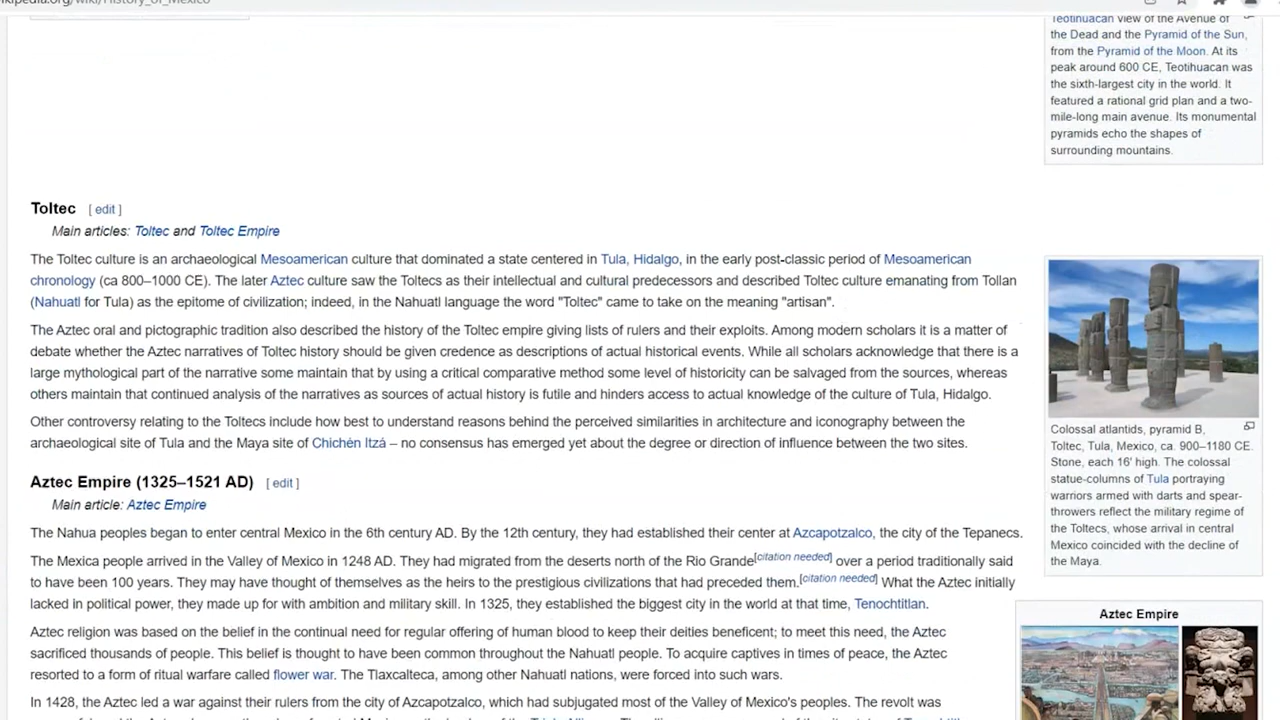 wikipedia.org/wiki/History_of_Mexico
Teotihuacan view of the Avenue of
the Dead and the Pyramid of the Sun,
from the Pyramid of the Moon. At its
peak around 600 CE, Teotihuacan was
the sixth-largest city in the world. It
featured a rational grid plan and a two-
mile-long main avenue. Its monumental
pyramids echo the shapes of
surrounding mountains.
Toltec [ edit ]
Main articles: Toltec and Toltec Empire
The Toltec culture is an archaeological Mesoamerican culture that dominated a state centered in Tula, Hidalgo, in the early post-classic period of Mesoamerican
chronology (ca 800–1000 CE). The later Aztec culture saw the Toltecs as their intellectual and cultural predecessors and described Toltec culture emanating from Tollan
(Nahuatl for Tula) as the epitome of civilization; indeed, in the Nahuatl language the word "Toltec" came to take on the meaning "artisan".
The Aztec oral and pictographic tradition also described the history of the Toltec empire giving lists of rulers and their exploits. Among modern scholars it is a matter of
debate whether the Aztec narratives of Toltec history should be given credence as descriptions of actual historical events. While all scholars acknowledge that there is a
large mythological part of the narrative some maintain that by using a critical comparative method some level of historicity can be salvaged from the sources, whereas
others maintain that continued analysis of the narratives as sources of actual history is futile and hinders access to actual knowledge of the culture of Tula, Hidalgo.
Other controversy relating to the Toltecs include how best to understand reasons behind the perceived similarities in architecture and iconography between the
archaeological site of Tula and the Maya site of Chichén Itzá – no consensus has emerged yet about the degree or direction of influence between the two sites.
Colossal atlantids, pyramid B,
Toltec, Tula, Mexico, ca. 900–1180 CE.
Stone, each 16' high. The colossal
statue-columns of Tula portraying
warriors armed with darts and spear-
throwers reflect the military regime of
the Toltecs, whose arrival in central
Mexico coincided with the decline of
the Maya.
Aztec Empire (1325–1521 AD) [ edit ]
Main article: Aztec Empire
The Nahua peoples began to enter central Mexico in the 6th century AD. By the 12th century, they had established their center at Azcapotzalco, the city of the Tepanecs.
The Mexica people arrived in the Valley of Mexico in 1248 AD. They had migrated from the deserts north of the Rio Grande[citation needed] over a period traditionally said
to have been 100 years. They may have thought of themselves as the heirs to the prestigious civilizations that had preceded them.[citation needed] What the Aztec initially
lacked in political power, they made up for with ambition and military skill. In 1325, they established the biggest city in the world at that time, Tenochtitlan.
Aztec religion was based on the belief in the continual need for regular offering of human blood to keep their deities beneficent; to meet this need, the Aztec
sacrificed thousands of people. This belief is thought to have been common throughout the Nahuatl people. To acquire captives in times of peace, the Aztec
resorted to a form of ritual warfare called flower war. The Tlaxcalteca, among other Nahuatl nations, were forced into such wars.
In 1428, the Aztec led a war against their rulers from the city of Azcapotzalco, which had subjugated most of the Valley of Mexico's peoples. The revolt was
Aztec Empire